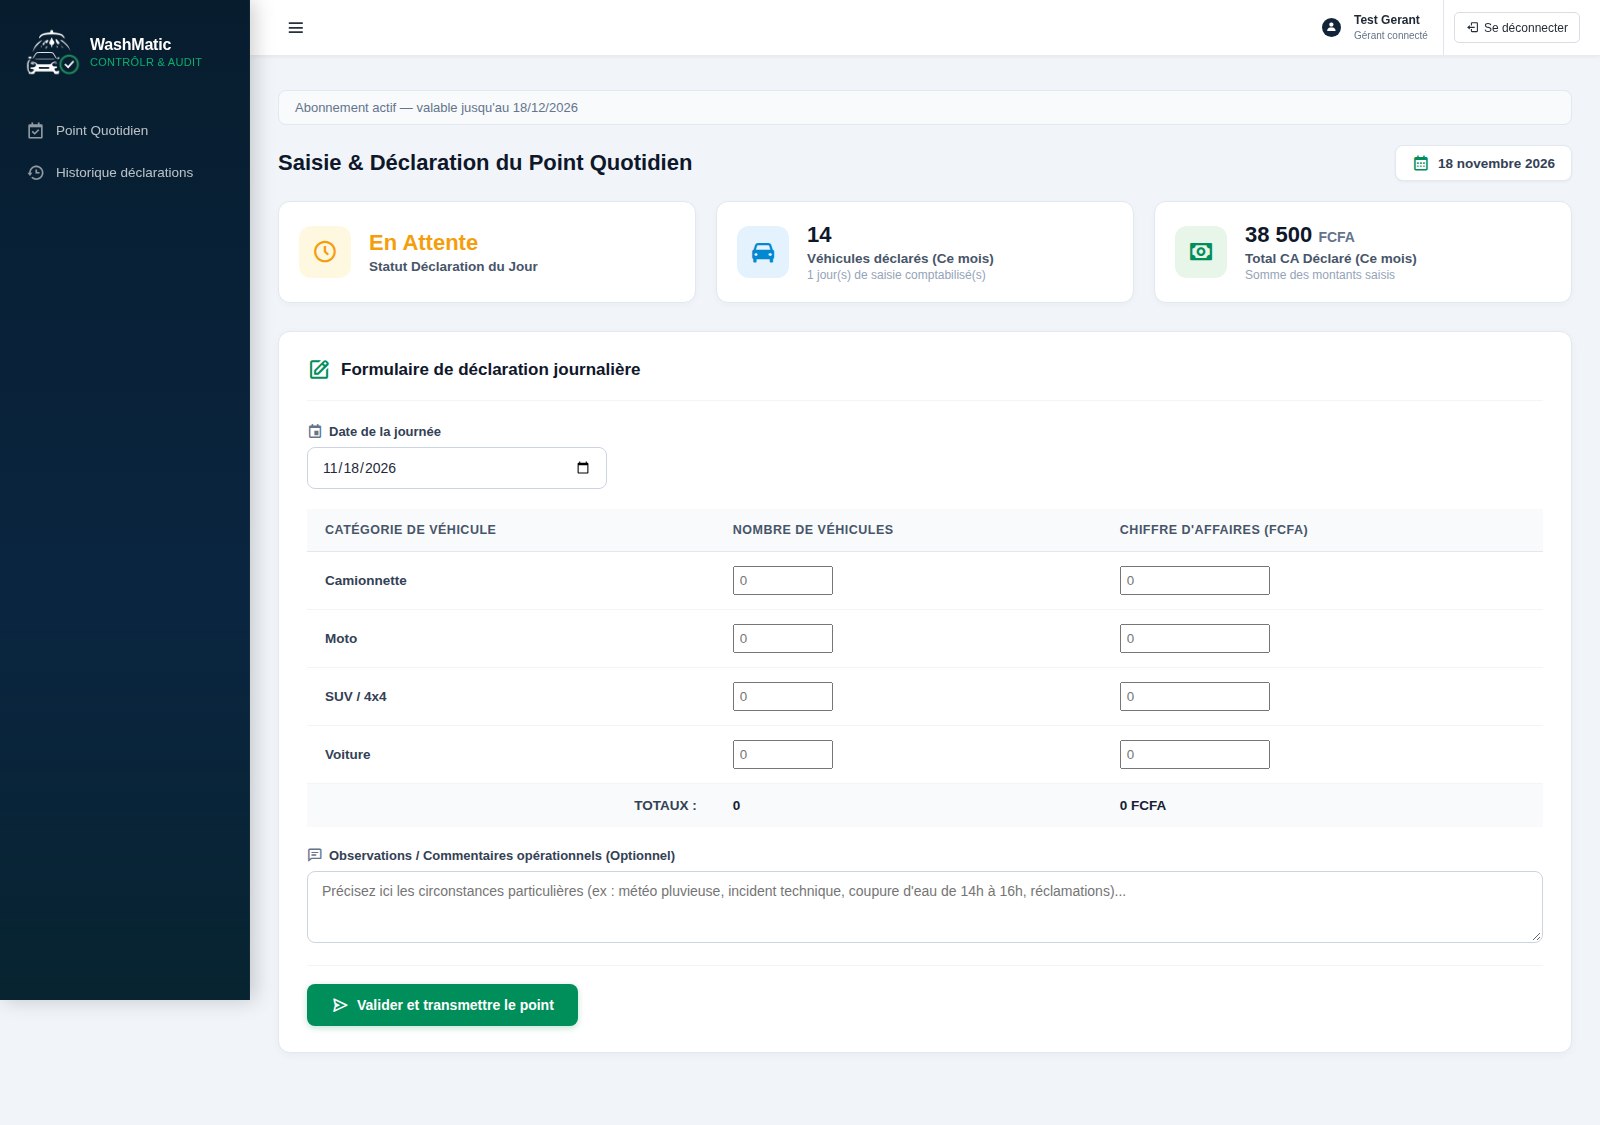 WashMatic
CONTRÔLR & AUDIT
Point Quotidien
Historique déclarations
Test Gerant
Gérant connecté
Se déconnecter
Abonnement actif — valable jusqu'au 18/12/2026
Saisie & Déclaration du Point Quotidien
18 novembre 2026
En Attente
Statut Déclaration du Jour
14
Véhicules déclarés (Ce mois)
1 jour(s) de saisie comptabilisé(s)
38 500 FCFA
Total CA Déclaré (Ce mois)
Somme des montants saisis
Formulaire de déclaration journalière
Date de la journée
11/18/2026
CATÉGORIE DE VÉHICULE NOMBRE DE VÉHICULES CHIFFRE D'AFFAIRES (FCFA)
Camionnette 0 0
Moto 0 0
SUV / 4x4 0 0
Voiture 0 0
TOTAUX : 0 0 FCFA
Observations / Commentaires opérationnels (Optionnel)
Précisez ici les circonstances particulières (ex : météo pluvieuse, incident technique, coupure d'eau de 14h à 16h, réclamations)...
Valider et transmettre le point